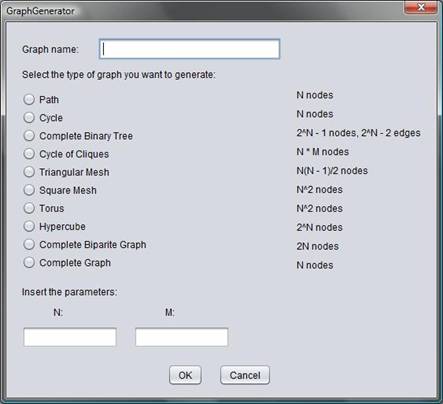 GraphGenerator
Graph name:
Select the type of graph you want to generate:
Path N nodes
Cycle N nodes
Complete Binary Tree 2^N - 1 nodes, 2^N - 2 edges
Cycle of Cliques N * M nodes
Triangular Mesh N(N - 1)/2 nodes
Square Mesh N^2 nodes
Torus N^2 nodes
Hypercube 2^N nodes
Complete Biparite Graph 2N nodes
Complete Graph N nodes
Insert the parameters:
N: M:
OK Cancel